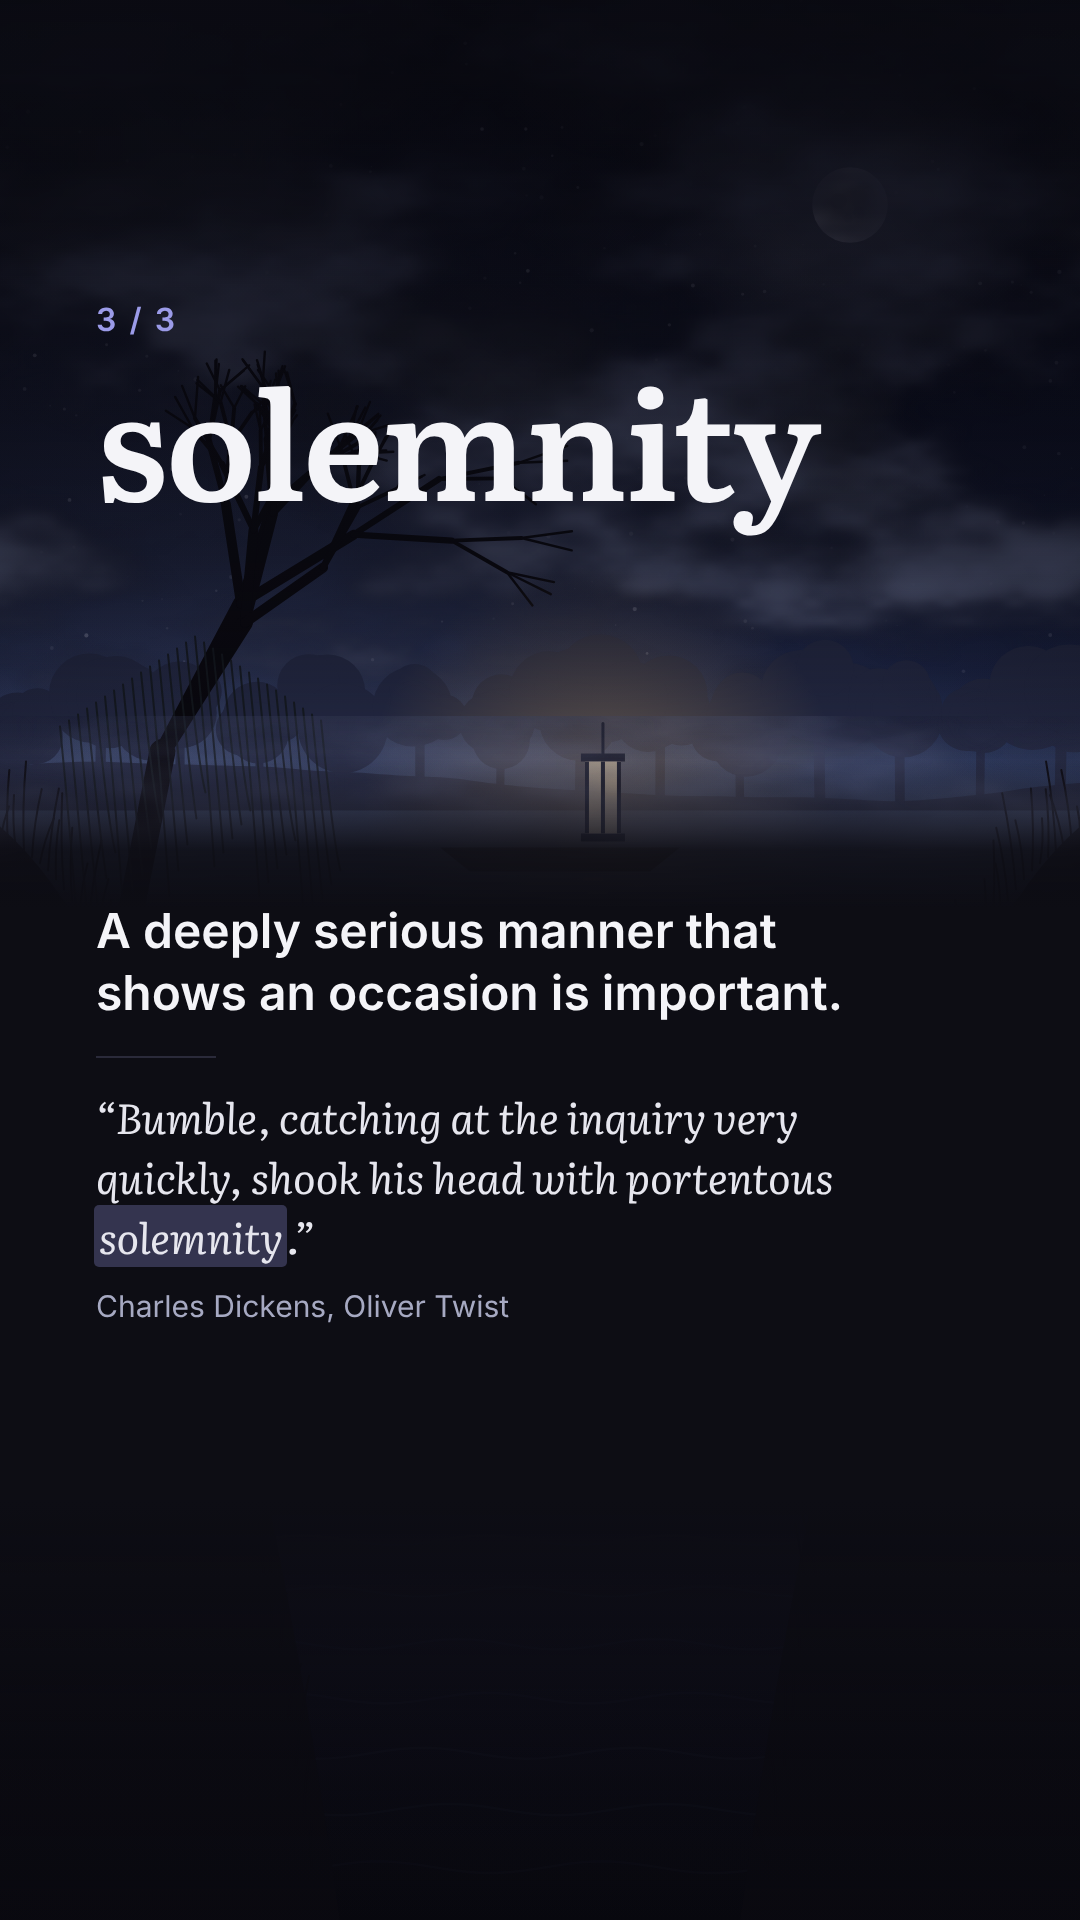 3 / 3
solemnity
A deeply serious manner that
shows an occasion is important.
“Bumble, catching at the inquiry very
quickly, shook his head with portentous
solemnity.”
Charles Dickens, Oliver Twist